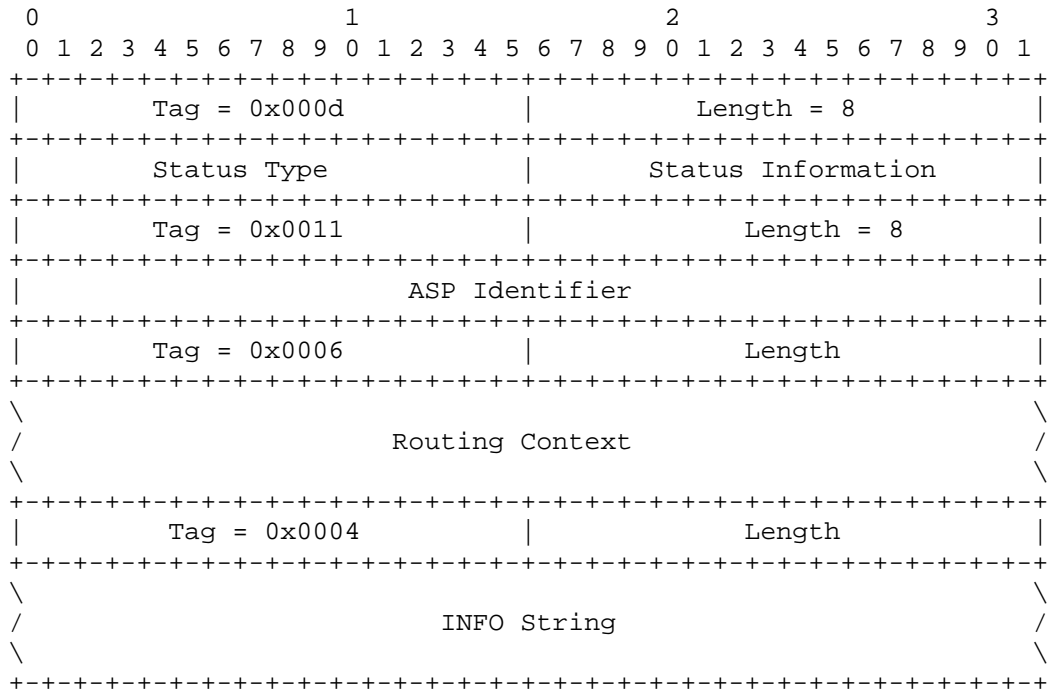 0                   1                   2                   3
 0 1 2 3 4 5 6 7 8 9 0 1 2 3 4 5 6 7 8 9 0 1 2 3 4 5 6 7 8 9 0 1
+-+-+-+-+-+-+-+-+-+-+-+-+-+-+-+-+-+-+-+-+-+-+-+-+-+-+-+-+-+-+-+-+
|        Tag = 0x000d           |          Length = 8           |
+-+-+-+-+-+-+-+-+-+-+-+-+-+-+-+-+-+-+-+-+-+-+-+-+-+-+-+-+-+-+-+-+
|        Status Type            |       Status Information      |
+-+-+-+-+-+-+-+-+-+-+-+-+-+-+-+-+-+-+-+-+-+-+-+-+-+-+-+-+-+-+-+-+
|        Tag = 0x0011           |             Length = 8        |
+-+-+-+-+-+-+-+-+-+-+-+-+-+-+-+-+-+-+-+-+-+-+-+-+-+-+-+-+-+-+-+-+
|                        ASP Identifier                         |
+-+-+-+-+-+-+-+-+-+-+-+-+-+-+-+-+-+-+-+-+-+-+-+-+-+-+-+-+-+-+-+-+
|        Tag = 0x0006           |             Length            |
+-+-+-+-+-+-+-+-+-+-+-+-+-+-+-+-+-+-+-+-+-+-+-+-+-+-+-+-+-+-+-+-+
\                                                               \
/                       Routing Context                         /
\                                                               \
+-+-+-+-+-+-+-+-+-+-+-+-+-+-+-+-+-+-+-+-+-+-+-+-+-+-+-+-+-+-+-+-+
|         Tag = 0x0004          |             Length            |
+-+-+-+-+-+-+-+-+-+-+-+-+-+-+-+-+-+-+-+-+-+-+-+-+-+-+-+-+-+-+-+-+
\                                                               \
/                          INFO String                          /
\                                                               \
+-+-+-+-+-+-+-+-+-+-+-+-+-+-+-+-+-+-+-+-+-+-+-+-+-+-+-+-+-+-+-+-+